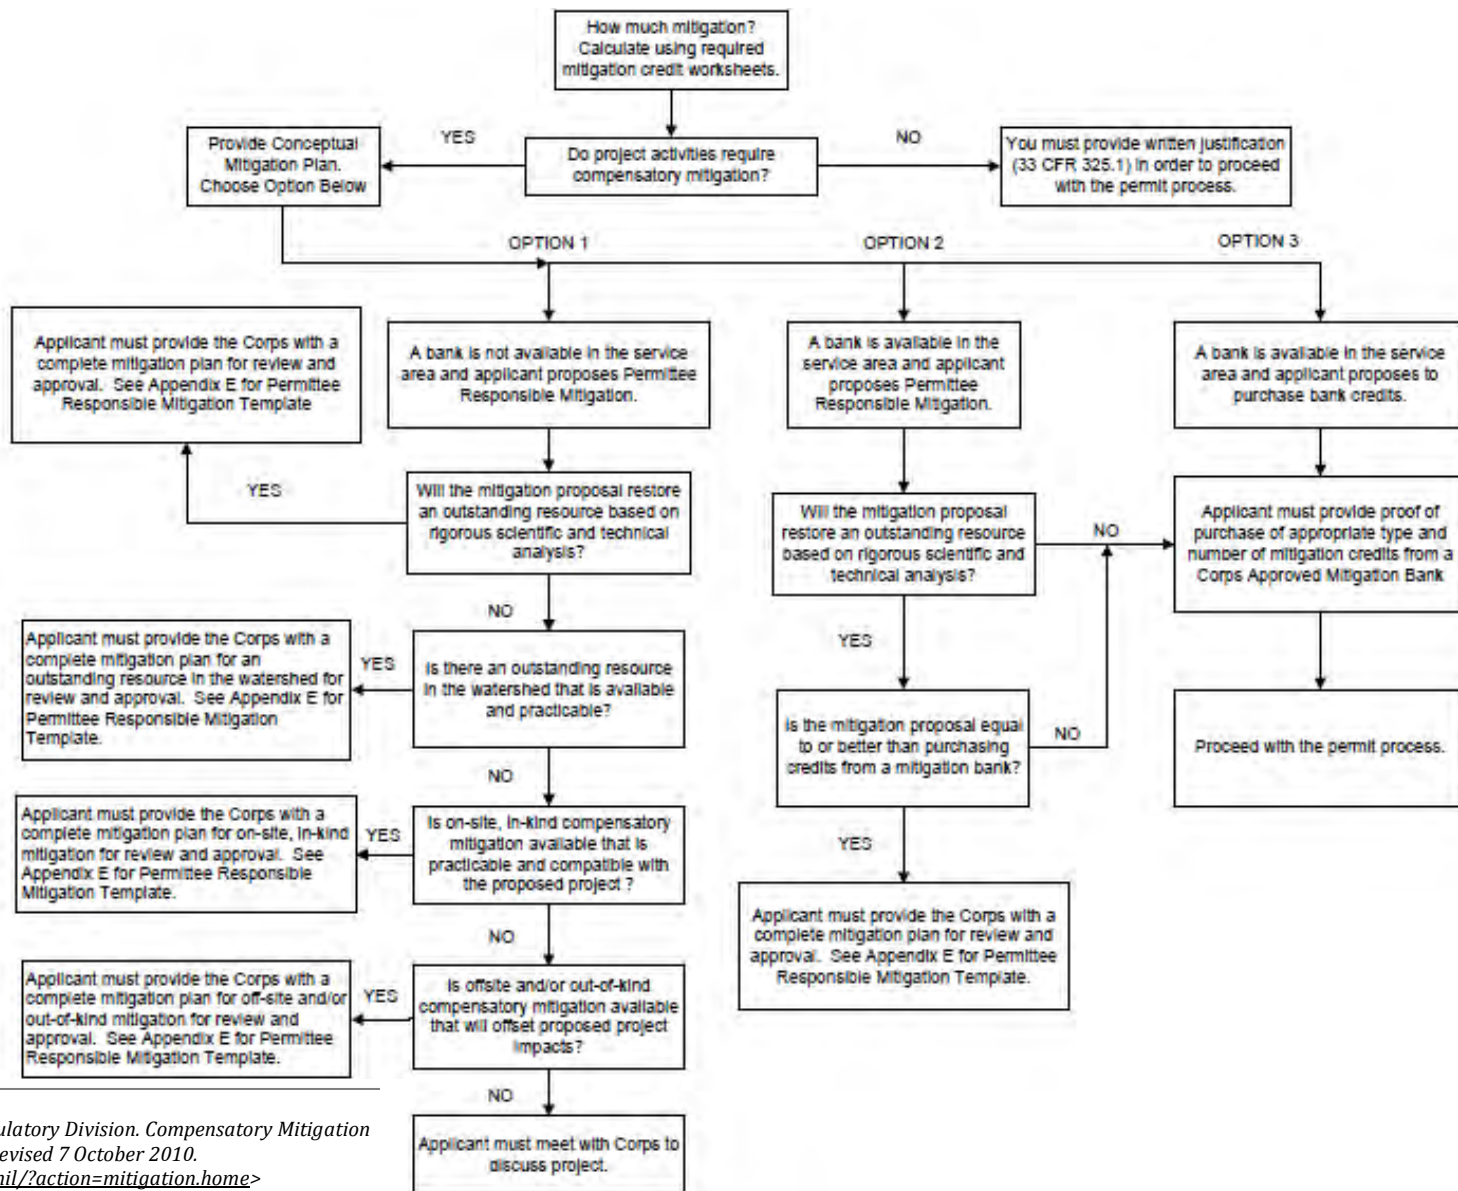 How much mitigation?
Calculate using required
mitigation credit worksheets.
YES
NO
Provide Conceptual
Mitigation Plan.
Choose Option Below
Do project activities require
compensatory mitigation?
You must provide written justification
(33 CFR 325.1) in order to proceed
with the permit process.
OPTION 1
OPTION 2
OPTION 3
Applicant must provide the Corps with a
complete mitigation plan for review and
approval. See Appendix E for Permittee
Responsible Mitigation Template
A bank is not available in the service
area and applicant proposes Permittee
Responsible Mitigation.
A bank is available in the
service area and applicant
proposes Permittee
Responsible Mitigation.
A bank is available in the service
area and applicant proposes to
purchase bank credits.
YES
Will the mitigation proposal restore
an outstanding resource based on
rigorous scientific and technical
analysis?
Will the mitigation proposal
restore an outstanding resource
based on rigorous scientific and
technical analysis?
NO
Applicant must provide proof of
purchase of appropriate type and
number of mitigation credits from a
Corps Approved Mitigation Bank
NO
YES
Applicant must provide the Corps with a
complete mitigation plan for an
outstanding resource in the watershed for
review and approval. See Appendix E for
Permittee Responsible Mitigation
Template.
YES
Is there an outstanding resource
in the watershed that is available
and practicable?
Is the mitigation proposal equal
to or better than purchasing
credits from a mitigation bank?
NO
Proceed with the permit process.
NO
YES
Applicant must provide the Corps with a
complete mitigation plan for on-site, in-kind
mitigation for review and approval. See
Appendix E for Permittee Responsible
Mitigation Template.
YES
Is on-site, in-kind compensatory
mitigation available that is
practicable and compatible with
the proposed project ?
Applicant must provide the Corps with a
complete mitigation plan for review and
approval. See Appendix E for Permittee
Responsible Mitigation Template.
NO
Applicant must provide the Corps with a
complete mitigation plan for off-site and/or
out-of-kind mitigation for review and
approval. See Appendix E for Permittee
Responsible Mitigation Template.
YES
Is offsite and/or out-of-kind
compensatory mitigation available
that will offset proposed project
impacts?
NO
Applicant must meet with Corps to
discuss project.
ulatory Division. Compensatory Mitigation
evised 7 October 2010.
nil/?action=mitigation.home>